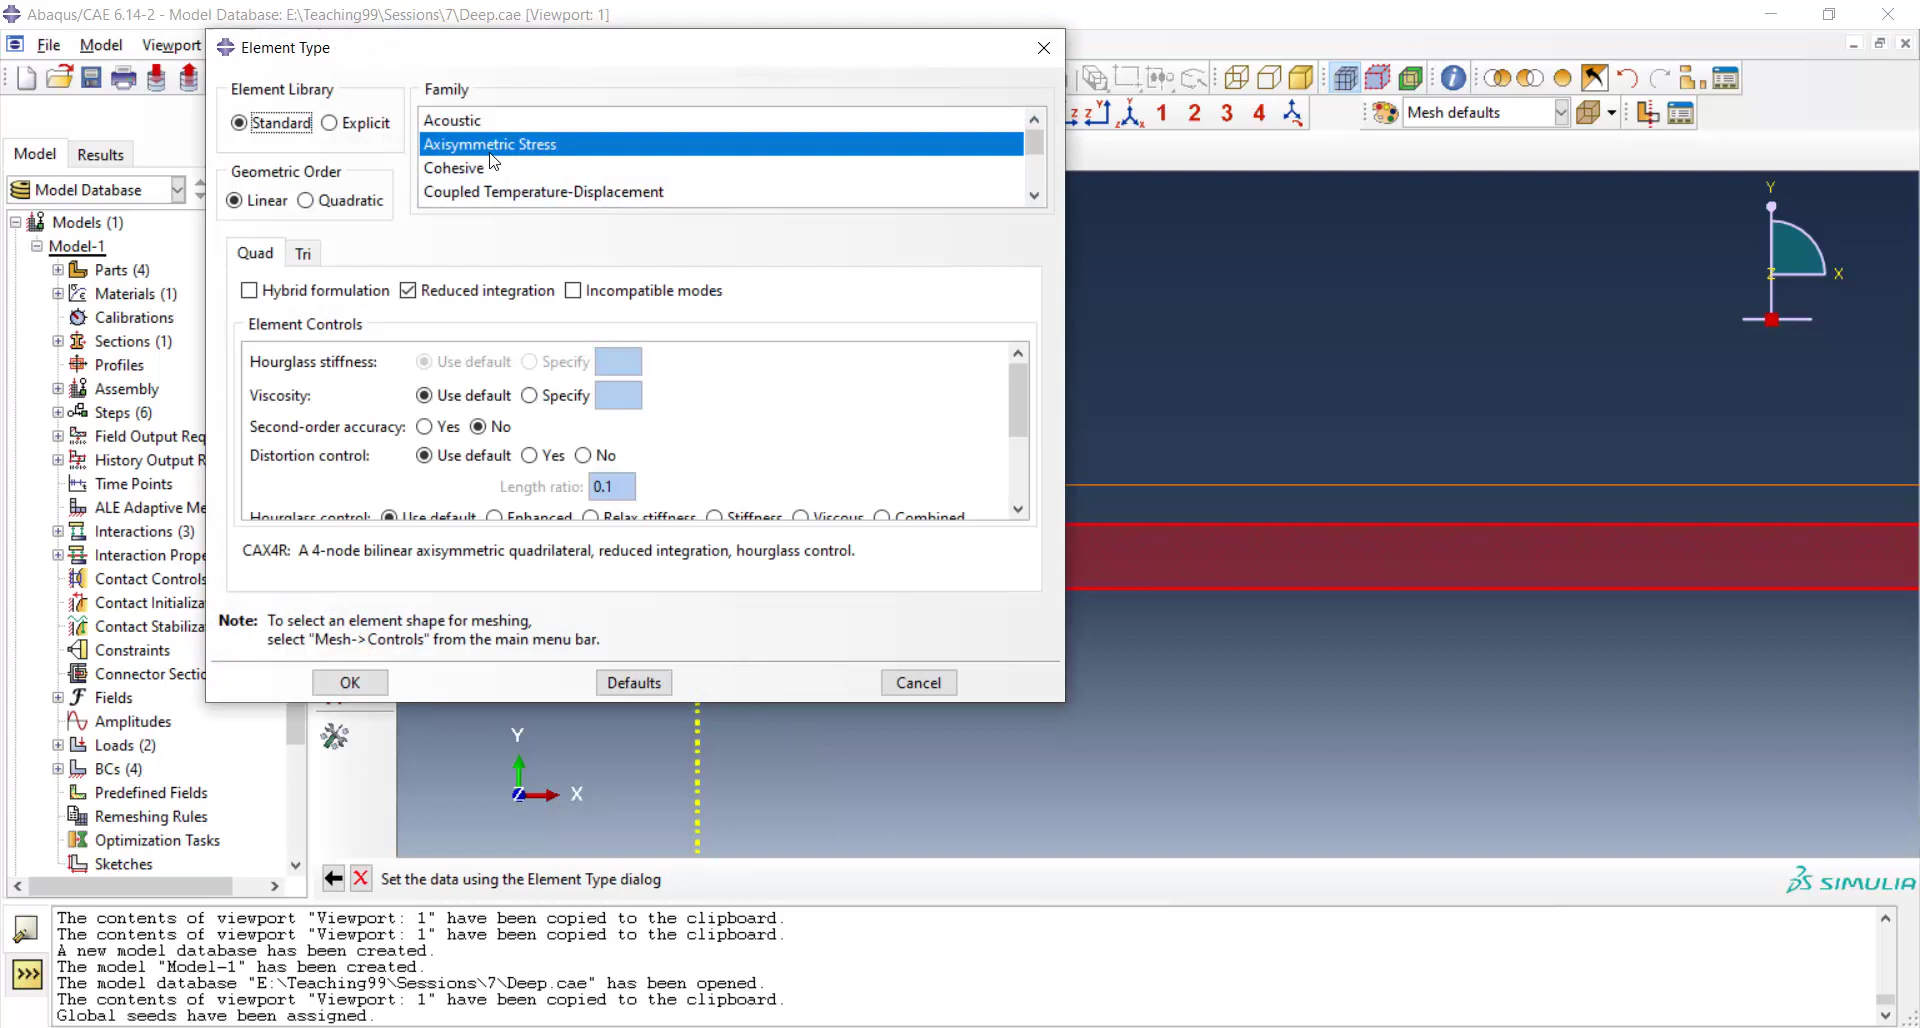 Abaqus/CAE 6.14-2 - Model Database: E:\Teaching99\Sessions\7\Deep.cae [Viewport: 1]
File Model Viewport
Element Type
Element Library
Standard Explicit
Geometric Order
Linear Quadratic
Family
Acoustic
Axisymmetric Stress
Cohesive
Coupled Temperature-Displacement
Quad Tri
Hybrid formulation Reduced integration Incompatible modes
Element Controls
Hourglass stiffness: Use default Specify
Viscosity: Use default Specify
Second-order accuracy: Yes No
Distortion control: Use default Yes No
Length ratio: 0.1
Hourglass control: Use default Enhanced Relax stiffness Stiffness Viscous Combined
CAX4R: A 4-node bilinear axisymmetric quadrilateral, reduced integration, hourglass control.
Note: To select an element shape for meshing,
select "Mesh->Controls" from the main menu bar.
OK Defaults Cancel
1 2 3 4
Mesh defaults
Model Results
Model Database
Models (1)
Model-1
Parts (4)
Materials (1)
Calibrations
Sections (1)
Profiles
Assembly
Steps (6)
Field Output Req
History Output R
Time Points
ALE Adaptive Me
Interactions (3)
Interaction Prope
Contact Controls
Contact Initializa
Contact Stabiliza
Constraints
Connector Sectio
Fields
Amplitudes
Loads (2)
BCs (4)
Predefined Fields
Remeshing Rules
Optimization Tasks
Sketches
Y
Z X
Y
Z X
Set the data using the Element Type dialog
SIMULIA
The contents of viewport "Viewport: 1" have been copied to the clipboard.
The contents of viewport "Viewport: 1" have been copied to the clipboard.
A new model database has been created.
The model "Model-1" has been created.
The model database "E:\Teaching99\Sessions\7\Deep.cae" has been opened.
The contents of viewport "Viewport: 1" have been copied to the clipboard.
Global seeds have been assigned.